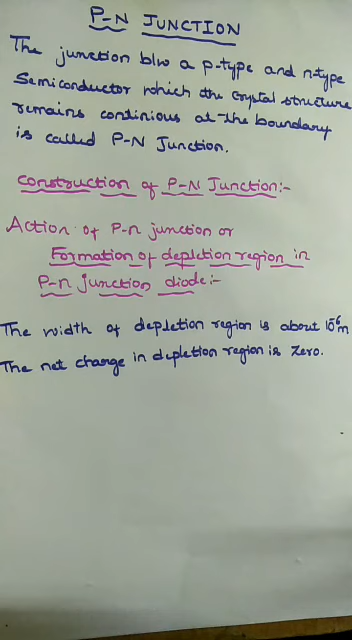 P-N JUNCTION
The junction b/w a p-type and n-type
Semiconductor which the crystal structure
remains continious at the boundary
is called P-N Junction.
Construction of P-N Junction:-
Action of P-n junction or
Formation of depletion region in
P-n junction diode:-
The width of depletion region is about 10⁻⁶m
The net change in depletion region is Zero.